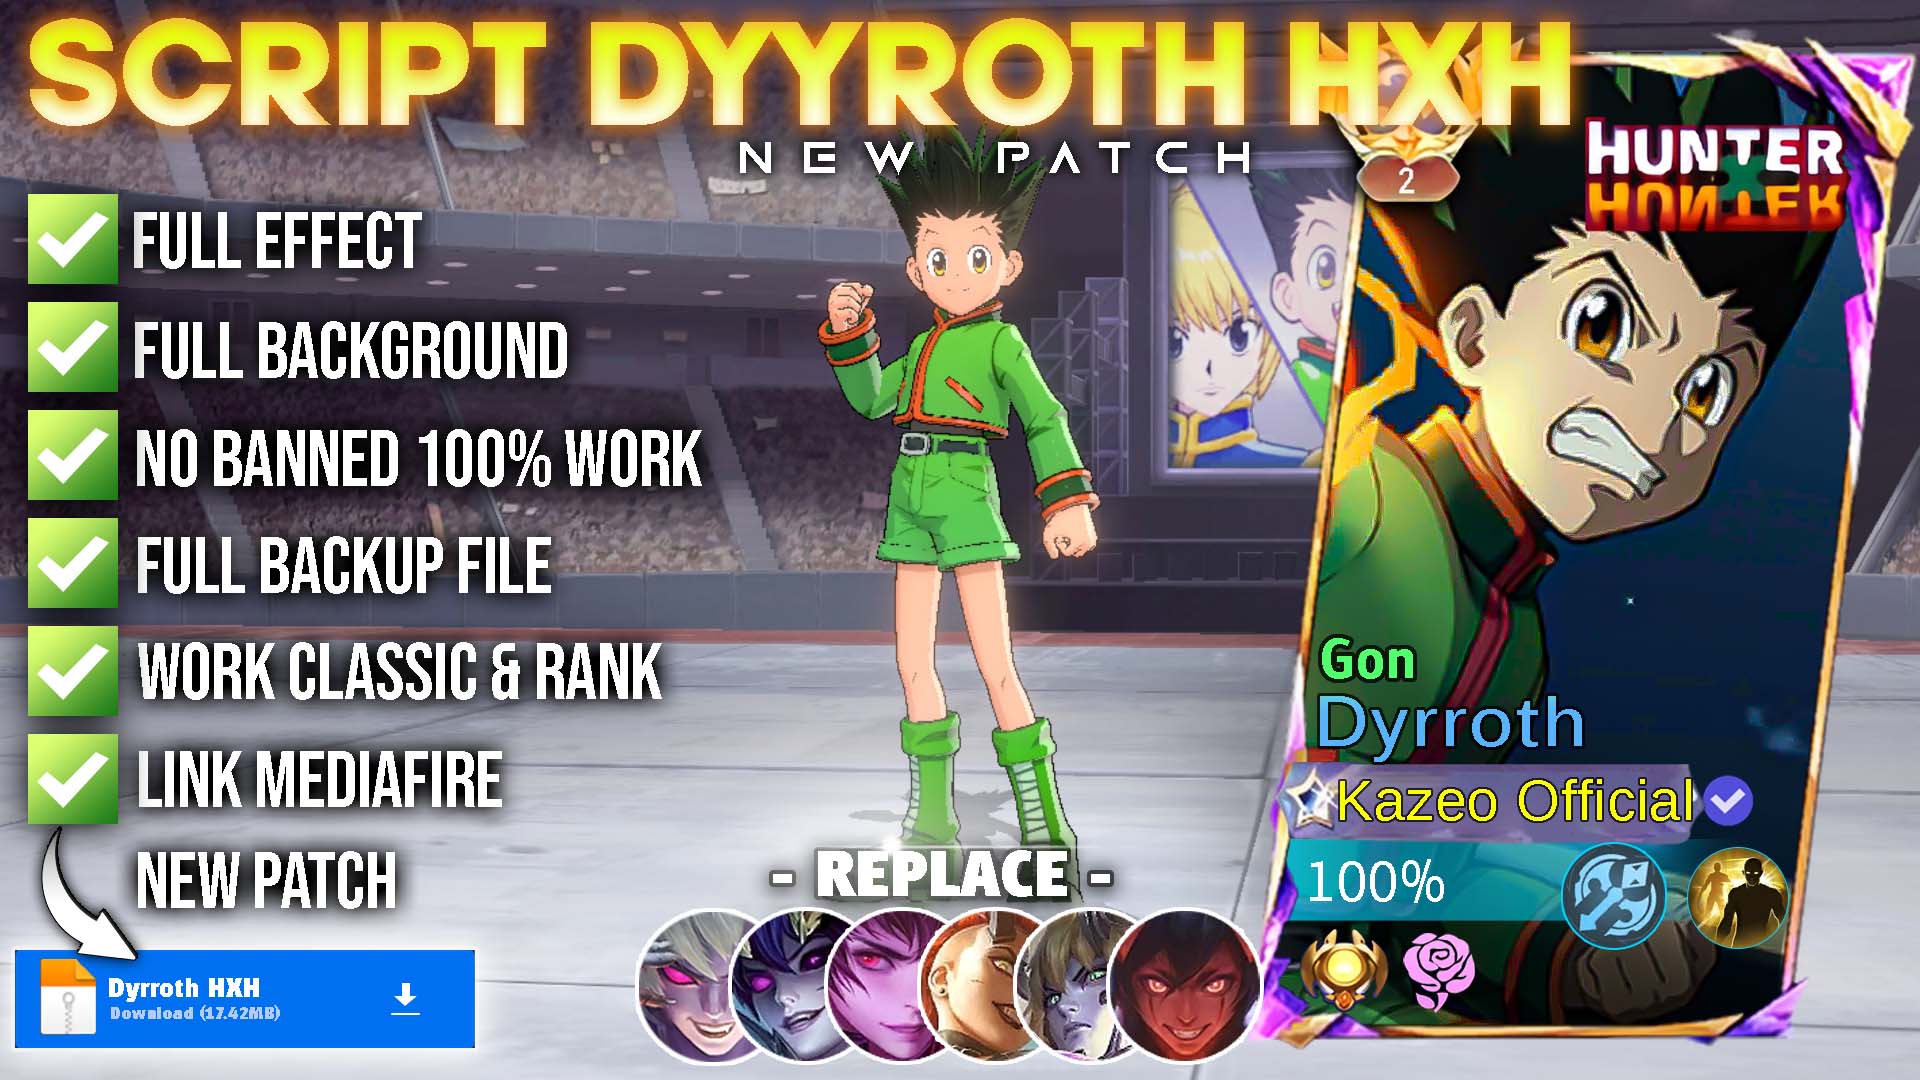 SCRIPT DYYROTH HXH
NEW PATCH
FULL EFFECT
FULL BACKGROUND
NO BANNED 100% WORK
FULL BACKUP FILE
WORK CLASSIC & RANK
LINK MEDIAFIRE
NEW PATCH
Dyrroth HXH
Download (17.42MB)
- REPLACE -
2
HUNTER
X
HUNTER
Gon
Dyrroth
Kazeo Official
100%